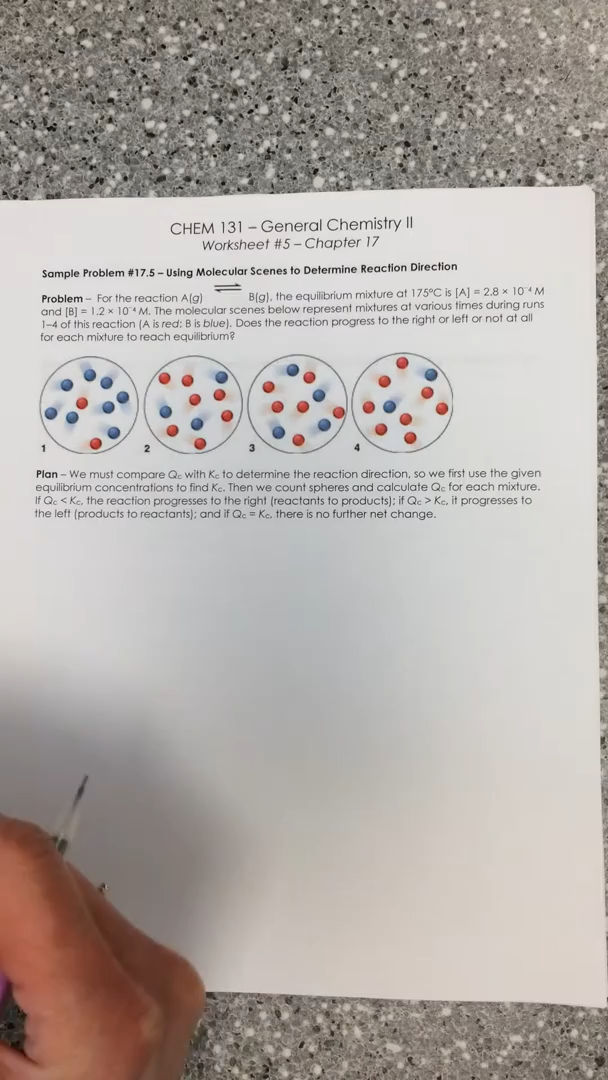 CHEM 131 – General Chemistry II
Worksheet #5 – Chapter 17
Sample Problem #17.5 – Using Molecular Scenes to Determine Reaction Direction
Problem – For the reaction A(g) ⇌ B(g), the equilibrium mixture at 175°C is [A] = 2.8 × 10⁻⁴ M
and [B] = 1.2 × 10⁻⁴ M. The molecular scenes below represent mixtures at various times during runs
1–4 of this reaction (A is red; B is blue). Does the reaction progress to the right or left or not at all
for each mixture to reach equilibrium?
1 2 3 4
Plan – We must compare Qc with Kc to determine the reaction direction, so we first use the given
equilibrium concentrations to find Kc. Then we count spheres and calculate Qc for each mixture.
If Qc < Kc, the reaction progresses to the right (reactants to products); if Qc > Kc, it progresses to
the left (products to reactants); and if Qc = Kc, there is no further net change.